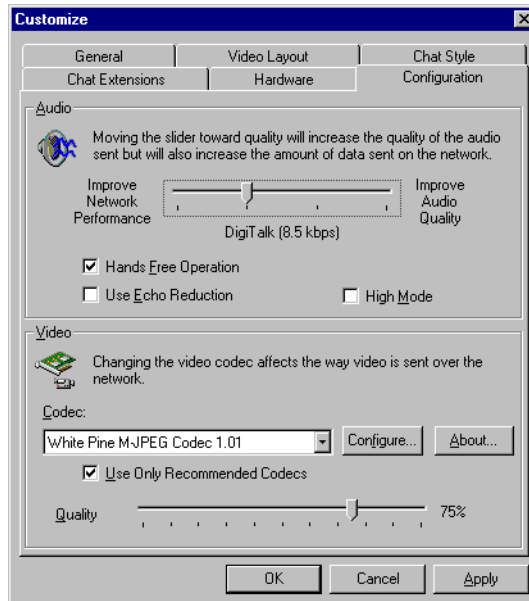 Customize
General
Video Layout
Chat Style
Chat Extensions
Hardware
Configuration
Audio
Moving the slider toward quality will increase the quality of the audio
sent but will also increase the amount of data sent on the network.
Improve
Network
Performance
Improve
Audio
Quality
DigiTalk (8.5 kbps)
Hands Free Operation
Use Echo Reduction
High Mode
Video
Changing the video codec affects the way video is sent over the
network.
Codec:
White Pine M-JPEG Codec 1.01
Configure...
About...
Use Only Recommended Codecs
Quality
75%
OK
Cancel
Apply